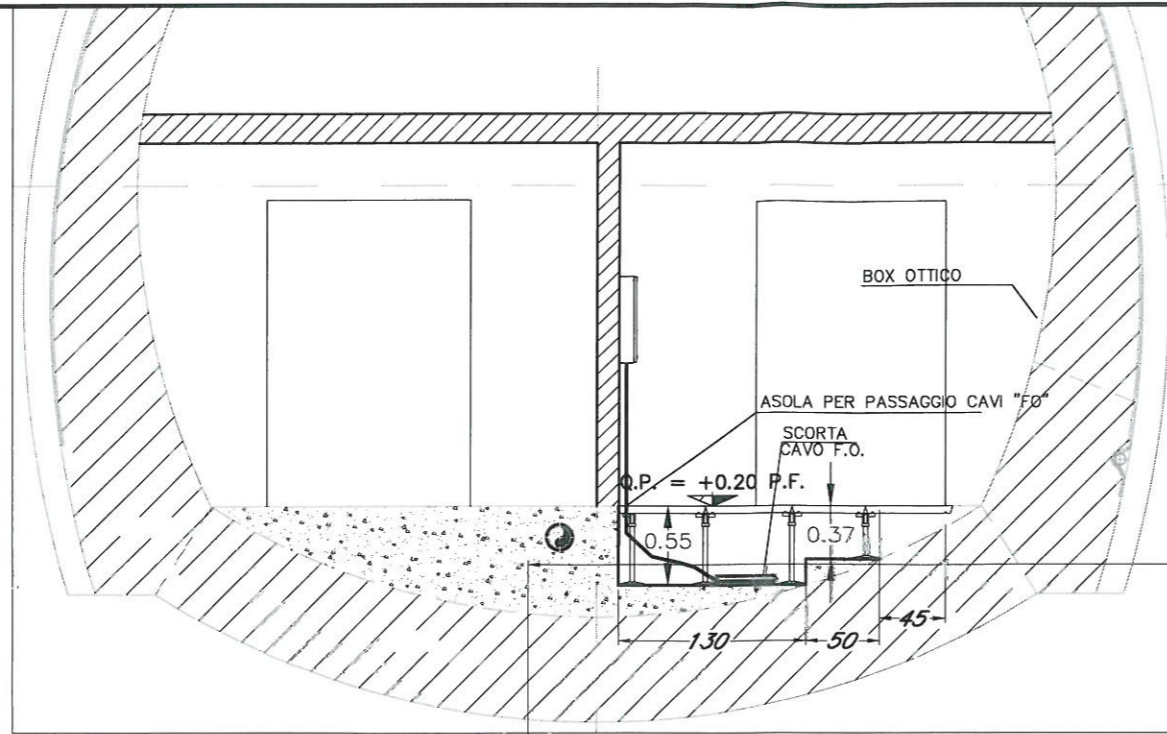 BOX OTTICO
ASOLA PER PASSAGGIO CAVI "FO"
SCORTA
CAVO F.O.
Q.P. = +0.20 P.F.
0.55
0.37
130
50
45